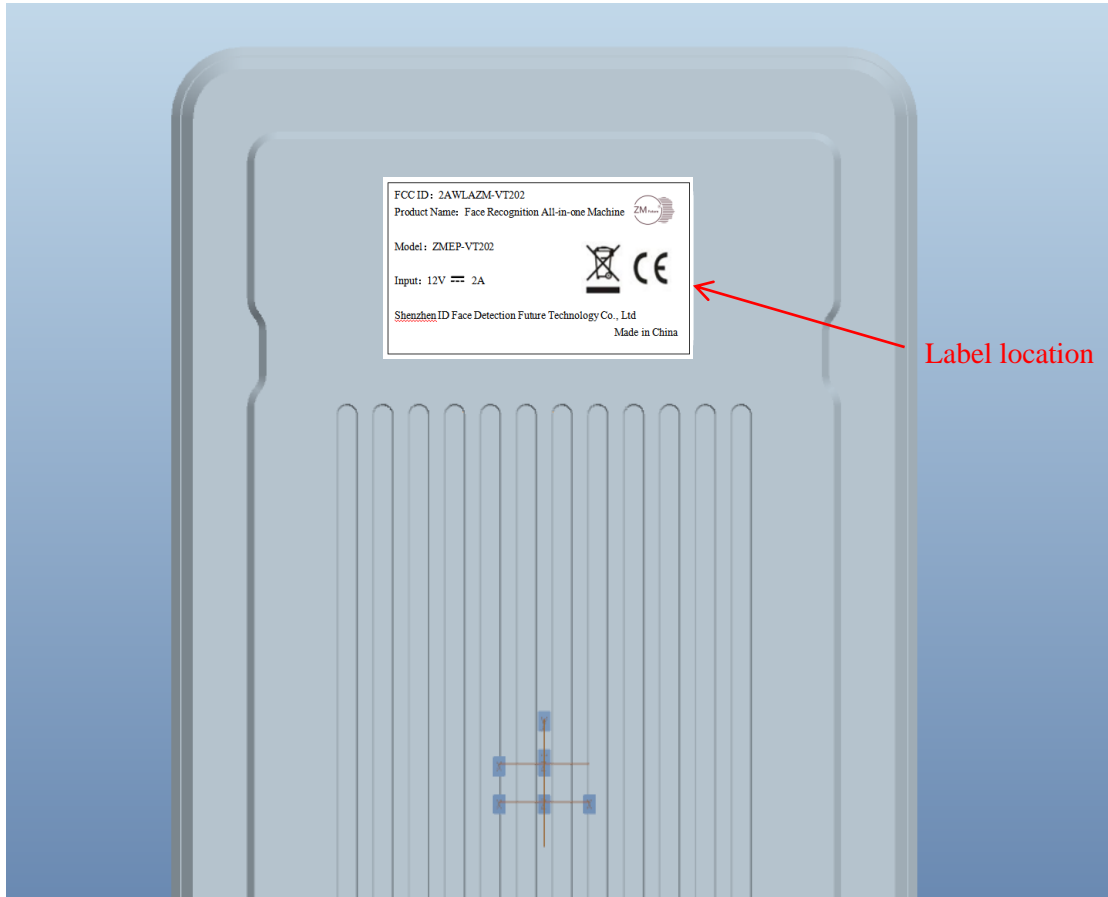 FCC ID：2AWLAZM-VT202
Product Name：Face Recognition All-in-one Machine
ZM Future
Model：ZMEP-VT202
CE
Input：12V ⎓ 2A
Shenzhen ID Face Detection Future Technology Co., Ltd
Made in China
Label location